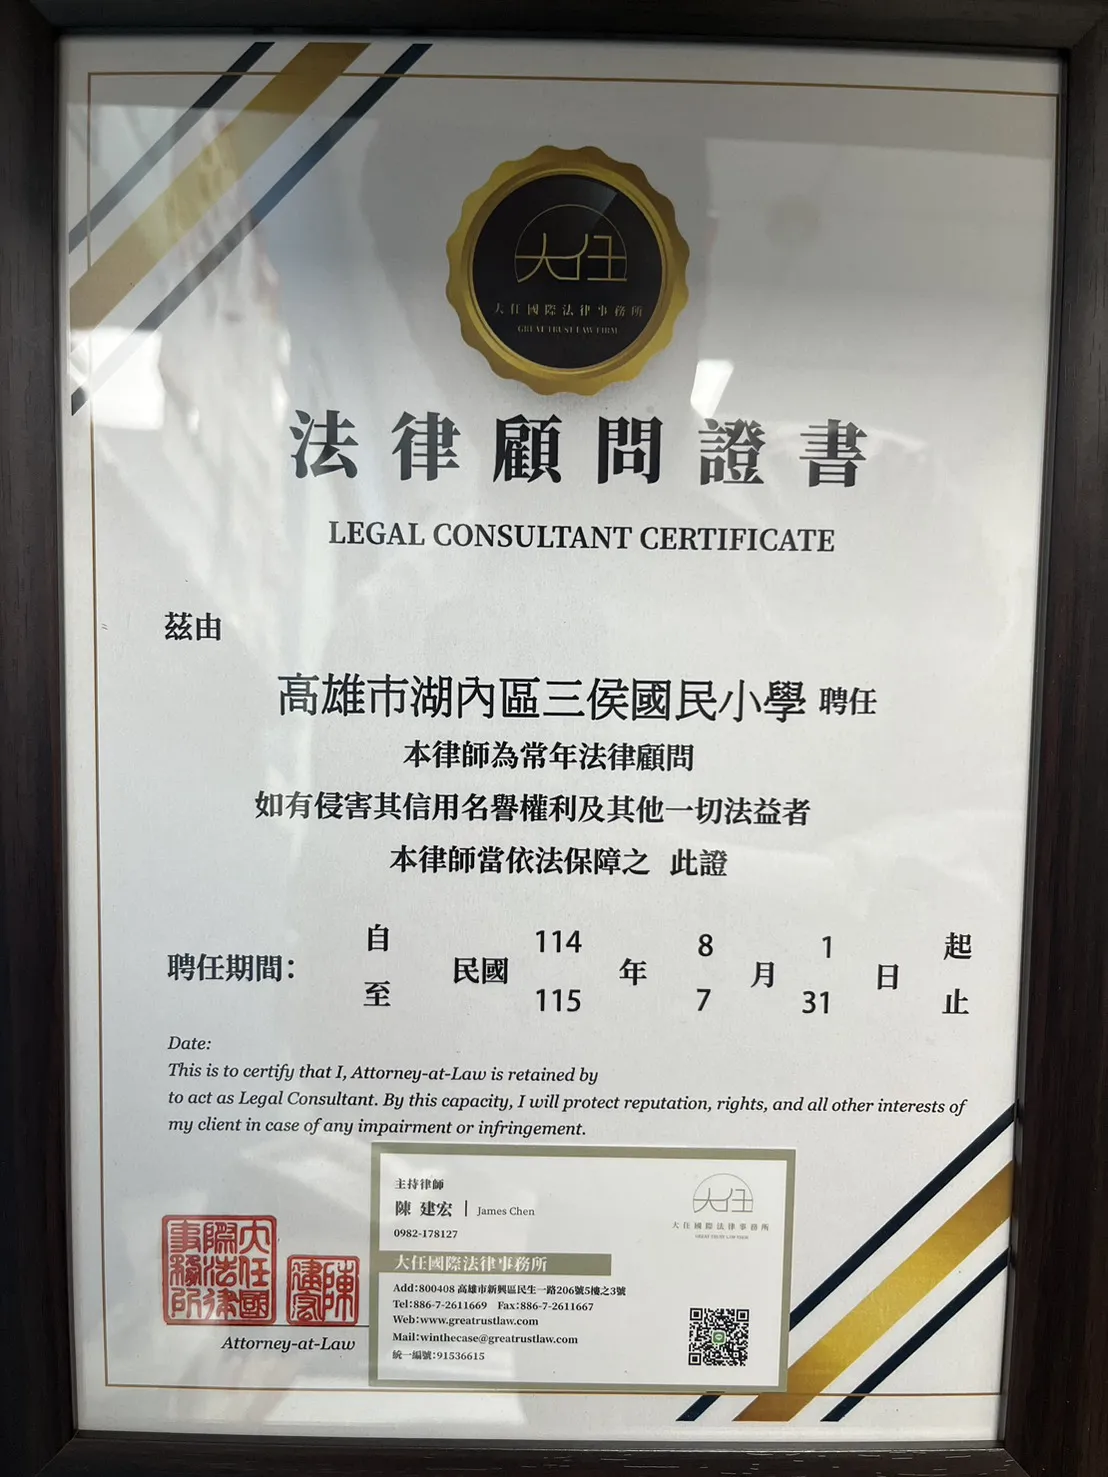 大任
大任國際法律事務所
GREAT TRUST LAW FIRM
法律顧問證書
LEGAL CONSULTANT CERTIFICATE
茲由
高雄市湖內區三侯國民小學 聘任
本律師為常年法律顧問
如有侵害其信用名譽權利及其他一切法益者
本律師當依法保障之 此證
聘任期間：
自 民國 114 年 8 月 1 日 起
至 115 7 31 止
Date:
This is to certify that I, Attorney-at-Law is retained by
to act as Legal Consultant. By this capacity, I will protect reputation, rights, and all other interests of
my client in case of any impairment or infringement.
主持律師
陳 建宏 | James Chen
0982-178127
大任國際法律事務所
Add:800408 高雄市新興區民生一路206號5樓之3號
Tel:886-7-2611669 Fax:886-7-2611667
Web:www.greatrustlaw.com
Mail:winthecase@greatrustlaw.com
統一編號:91536615
大任
大任國際法律事務所
GREAT TRUST LAW FIRM
大任國際法律事務所
陳建宏
Attorney-at-Law